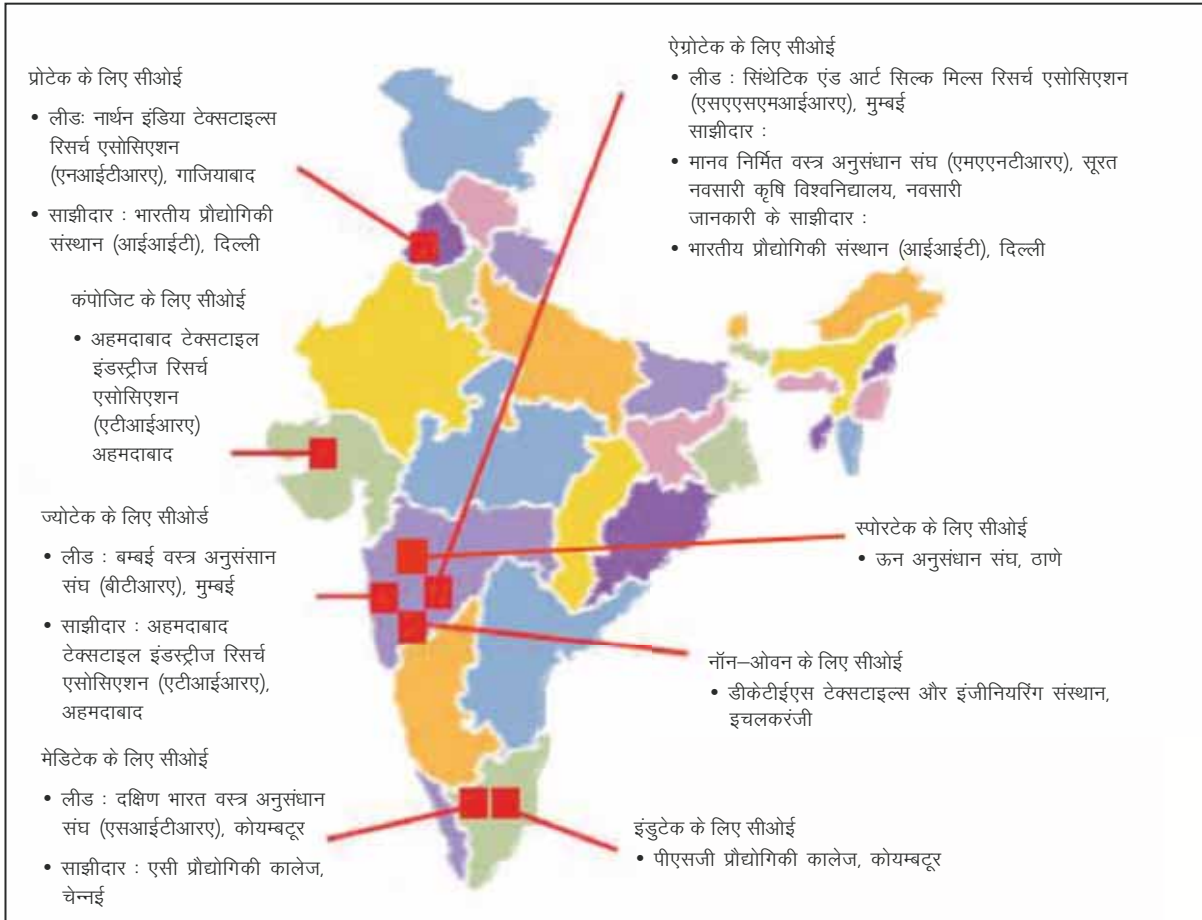 प्रोटेक के लिए सीओई
• लीडः नार्थन इंडिया टेक्सटाइल्स
रिसर्च एसोसिएशन
(एनआईटीआरए), गाजियाबाद
• साझीदार : भारतीय प्रौद्योगिकी
संस्थान (आईआईटी), दिल्ली
कंपोजिट के लिए सीओई
• अहमदाबाद टेक्सटाइल
इंडस्ट्रीज रिसर्च
एसोसिएशन
(एटीआईआरए)
अहमदाबाद
ज्योटेक के लिए सीओर्ड
• लीड : बम्बई वस्त्र अनुसंसान
संघ (बीटीआरए), मुम्बई
• साझीदार : अहमदाबाद
टेक्सटाइल इंडस्ट्रीज रिसर्च
एसोसिएशन (एटीआईआरए),
अहमदाबाद
मेडिटेक के लिए सीओई
• लीड : दक्षिण भारत वस्त्र अनुसंधान
संघ (एसआईटीआरए), कोयम्बटूर
• साझीदार : एसी प्रौद्योगिकी कालेज,
चेन्नई
ऐग्रोटेक के लिए सीओई
• लीड : सिंथेटिक एंड आर्ट सिल्क मिल्स रिसर्च एसोसिएशन
(एसएएसएमआईआरए), मुम्बई
साझीदार :
• मानव निर्मित वस्त्र अनुसंधान संघ (एमएएनटीआरए), सूरत
नवसारी कृषि विश्वनिद्यालय, नवसारी
जानकारी के साझीदार :
• भारतीय प्रौद्योगिकी संस्थान (आईआईटी), दिल्ली
स्पोरटेक के लिए सीओई
• ऊन अनुसंधान संघ, ठाणे
नॉन–ओवन के लिए सीओई
• डीकेटीईएस टेक्सटाइल्स और इंजीनियरिंग संस्थान,
इचलकरंजी
इंडुटेक के लिए सीओई
• पीएसजी प्रौद्योगिकी कालेज, कोयम्बटूर